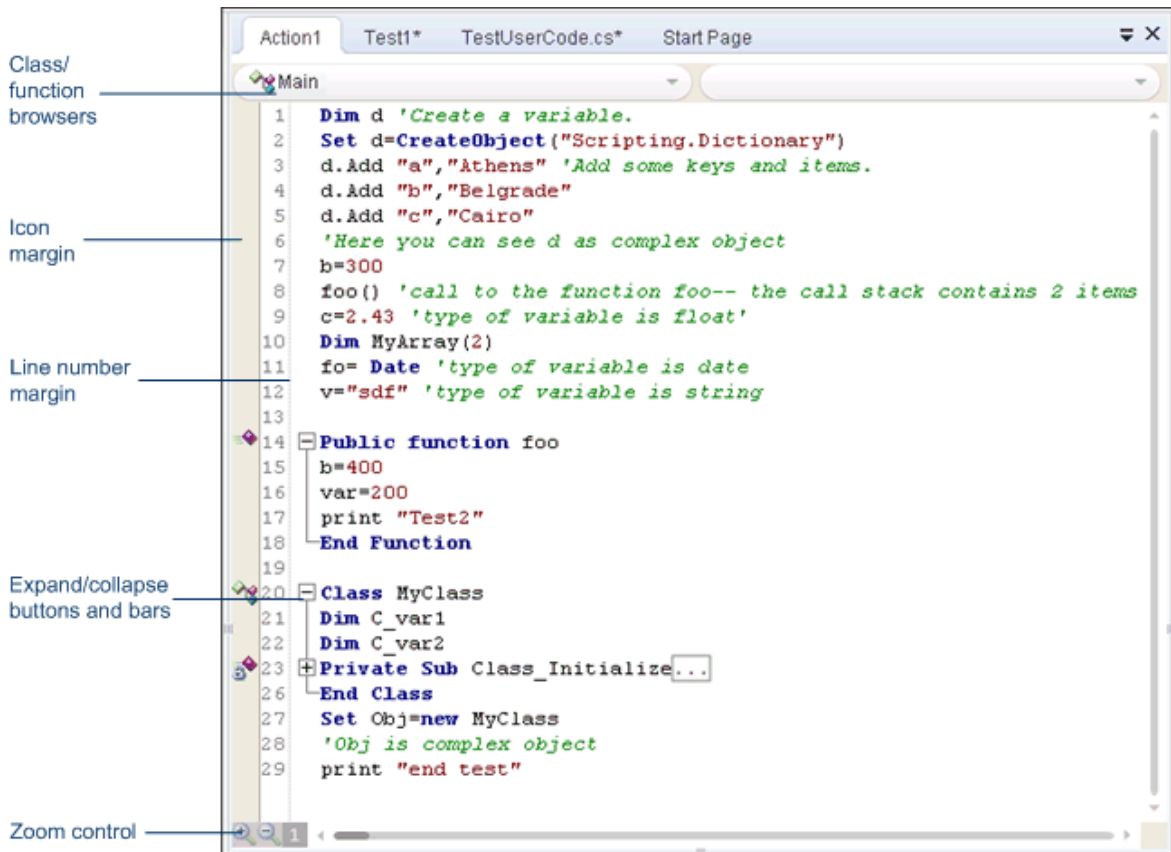 Action1 Test1* TestUserCode.cs* Start Page
Class/
function
browsers
Main
1 Dim d 'Create a variable.
2 Set d=CreateObject("Scripting.Dictionary")
3 d.Add "a","Athens" 'Add some keys and items.
4 d.Add "b","Belgrade"
5 d.Add "c","Cairo"
Icon
margin
6 'Here you can see d as complex object
7 b=300
8 foo() 'call to the function foo-- the call stack contains 2 items
9 c=2.43 'type of variable is float'
10 Dim MyArray(2)
Line number
margin
11 fo= Date 'type of variable is date
12 v="sdf" 'type of variable is string
13
14 Public function foo
15 b=400
16 var=200
17 print "Test2"
18 End Function
19
Expand/collapse
buttons and bars
20 Class MyClass
21 Dim C_var1
22 Dim C_var2
23 Private Sub Class_Initialize...
26 End Class
27 Set Obj=new MyClass
28 'Obj is complex object
29 print "end test"
Zoom control
1